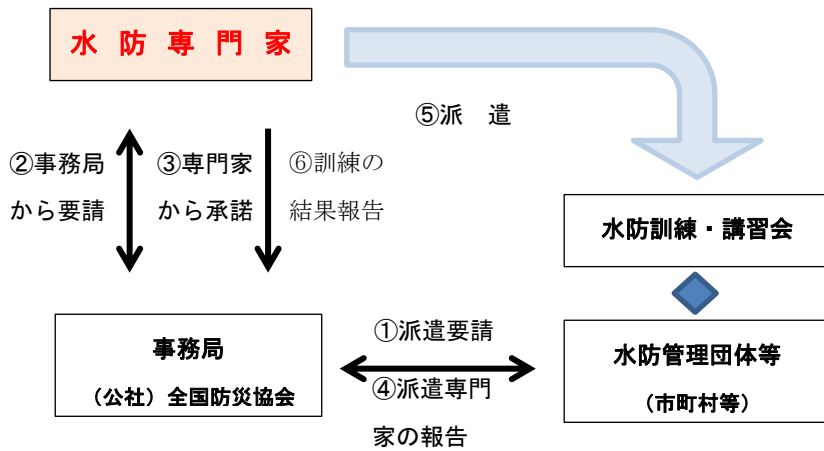 水 防 専 門 家
⑤派　遣
②事務局
から要請
③専門家
から承諾
⑥訓練の
結果報告
水防訓練・講習会
事務局
（公社）全国防災協会
①派遣要請
④派遣専門
家の報告
水防管理団体等
（市町村等）